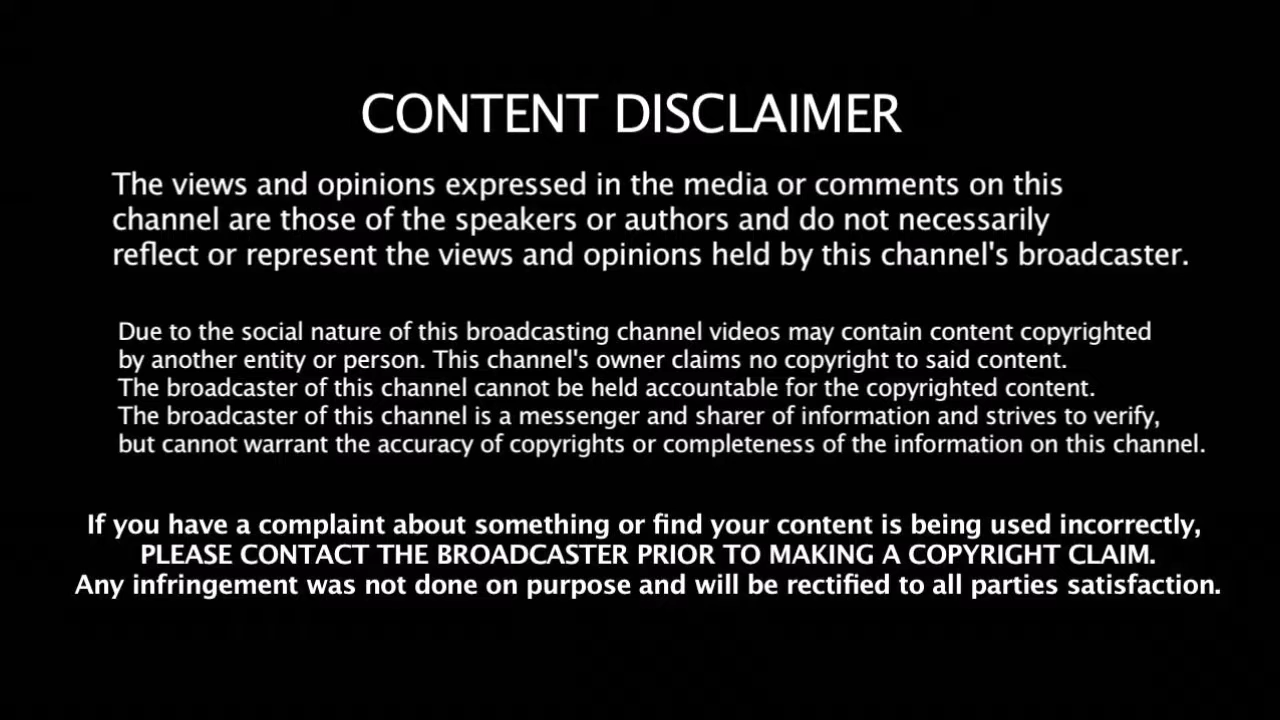 CONTENT DISCLAIMER
The views and opinions expressed in the media or comments on this
channel are those of the speakers or authors and do not necessarily
reflect or represent the views and opinions held by this channel's broadcaster.
Due to the social nature of this broadcasting channel videos may contain content copyrighted
by another entity or person. This channel's owner claims no copyright to said content.
The broadcaster of this channel cannot be held accountable for the copyrighted content.
The broadcaster of this channel is a messenger and sharer of information and strives to verify,
but cannot warrant the accuracy of copyrights or completeness of the information on this channel.
If you have a complaint about something or find your content is being used incorrectly,
PLEASE CONTACT THE BROADCASTER PRIOR TO MAKING A COPYRIGHT CLAIM.
Any infringement was not done on purpose and will be rectified to all parties satisfaction.